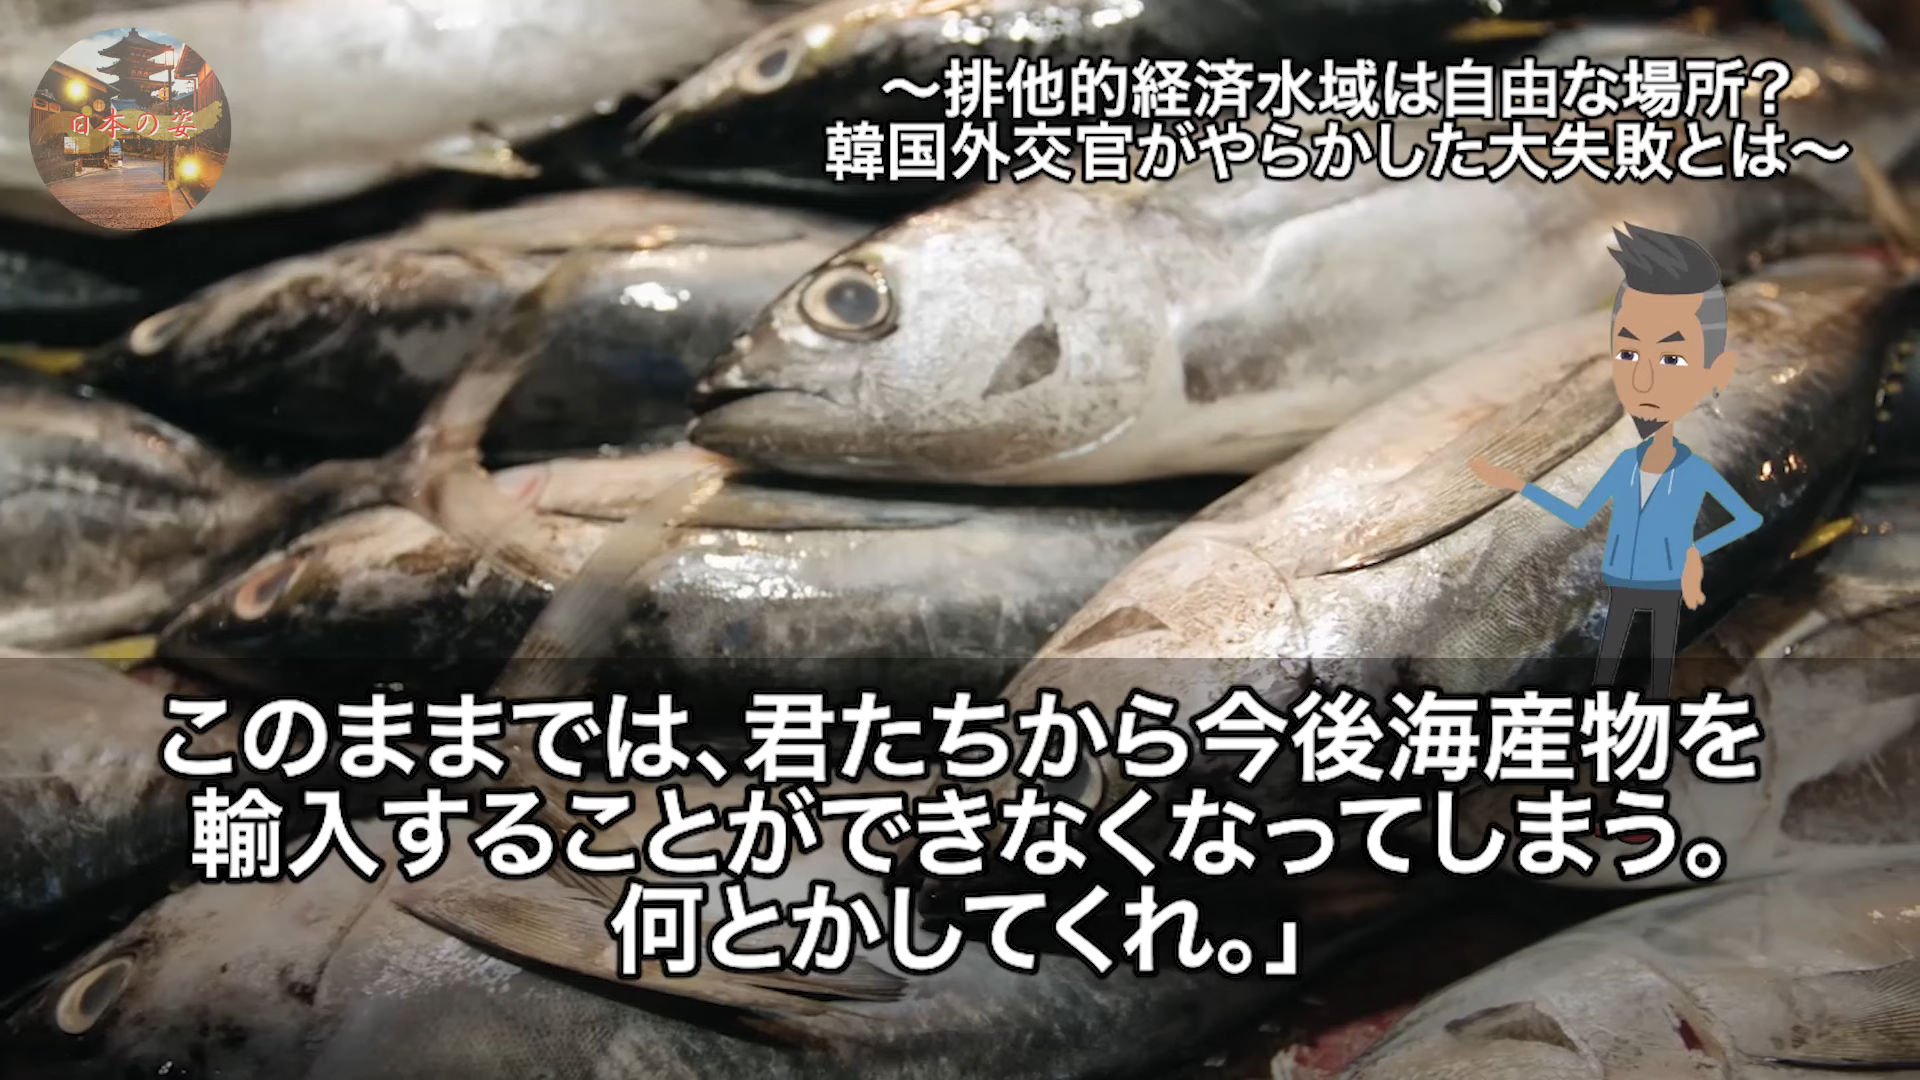 日本の姿
～排他的経済水域は自由な場所？
韓国外交官がやらかした大失敗とは～
このままでは、君たちから今後海産物を
輸入することができなくなってしまう。
何とかしてくれ。」